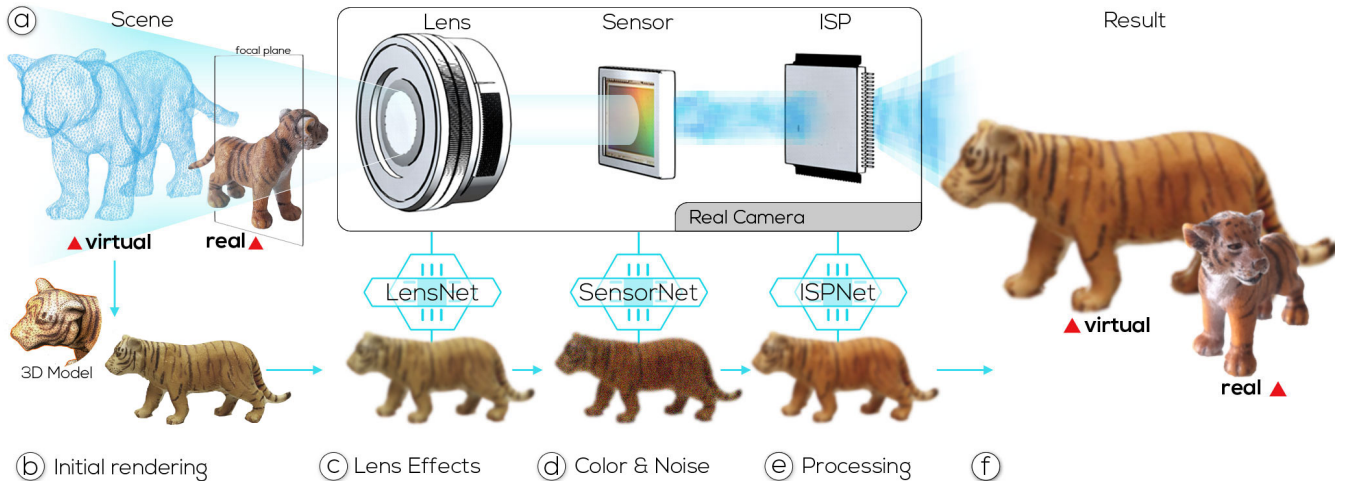 a
Scene
Lens
Sensor
ISP
Result
focal plane
virtual
real
Real Camera
LensNet
SensorNet
ISPNet
3D Model
virtual
real
b Initial rendering
c Lens Effects
d Color & Noise
e Processing
f